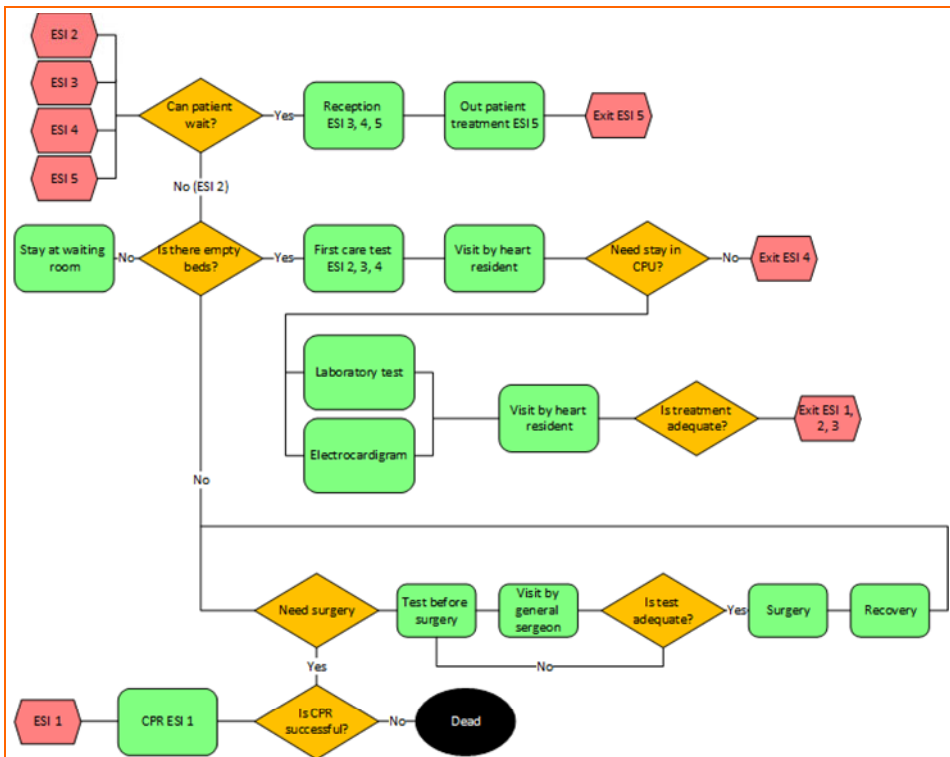 ESI 2
ESI 3
ESI 4
ESI 5
Can patient
wait?
Yes
Reception
ESI 3, 4, 5
Out patient
treatment ESI 5
Exit ESI 5
No (ESI 2)
Stay at waiting
room
No
Is there empty
beds?
Yes
First care test
ESI 2, 3, 4
Visit by heart
resident
Need stay in
CPU?
No
Exit ESI 4
Laboratory test
Electrocardigram
Visit by heart
resident
Is treatment
adequate?
Exit ESI 1,
2, 3
No
Need surgery
Test before
surgery
Visit by
general
sergeon
Is test
adequate?
Yes
Surgery
Recovery
No
Yes
ESI 1
CPR ESI 1
Is CPR
successful?
No
Dead